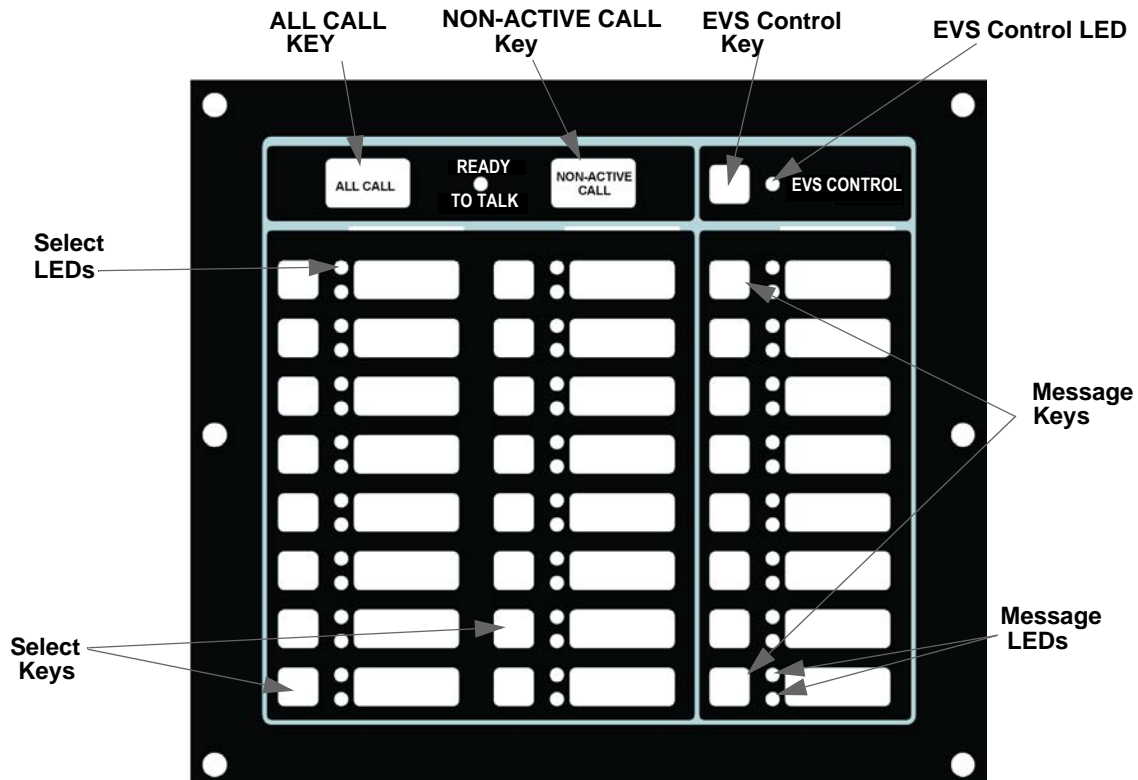 ALL CALL
KEY
NON-ACTIVE CALL
Key
EVS Control
Key
EVS Control LED
ALL CALL
READY
TO TALK
NON-ACTIVE
CALL
EVS CONTROL
Select
LEDs
Message
Keys
Select
Keys
Message
LEDs